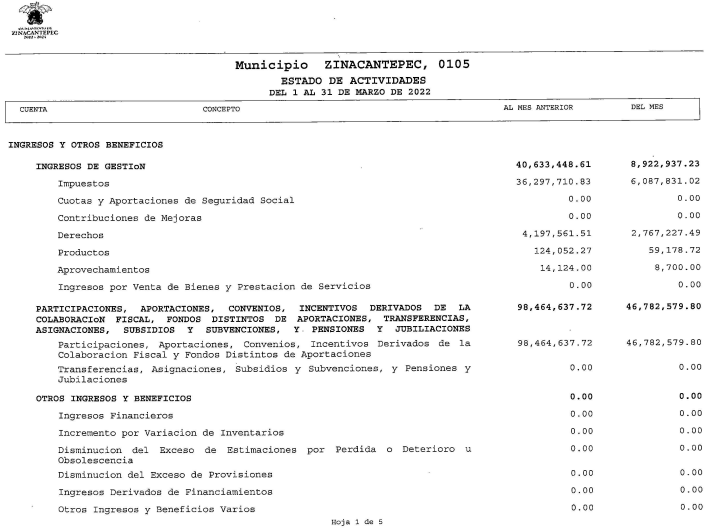 AYUNTAMIENTO DE
ZINACANTEPEC
2022 - 2024
Municipio ZINACANTEPEC, 0105
ESTADO DE ACTIVIDADES
DEL 1 AL 31 DE MARZO DE 2022
CUENTA CONCEPTO AL MES ANTERIOR DEL MES
INGRESOS Y OTROS BENEFICIOS
INGRESOS DE GESTIoN 40,633,448.61 8,922,937.23
Impuestos 36,297,710.83 6,087,831.02
Cuotas y Aportaciones de Seguridad Social 0.00 0.00
Contribuciones de Mejoras 0.00 0.00
Derechos 4,197,561.51 2,767,227.49
Productos 124,052.27 59,178.72
Aprovechamientos 14,124.00 8,700.00
Ingresos por Venta de Bienes y Prestacion de Servicios 0.00 0.00
PARTICIPACIONES, APORTACIONES, CONVENIOS, INCENTIVOS DERIVADOS DE LA 98,464,637.72 46,782,579.80
COLABORACIoN FISCAL, FONDOS DISTINTOS DE APORTACIONES, TRANSFERENCIAS,
ASIGNACIONES, SUBSIDIOS Y SUBVENCIONES, Y PENSIONES Y JUBILIACIONES
Participaciones, Aportaciones, Convenios, Incentivos Derivados de la 98,464,637.72 46,782,579.80
Colaboracion Fiscal y Fondos Distintos de Aportaciones
Transferencias, Asignaciones, Subsidios y Subvenciones, y Pensiones y 0.00 0.00
Jubilaciones
OTROS INGRESOS Y BENEFICIOS 0.00 0.00
Ingresos Financieros 0.00 0.00
Incremento por Variacion de Inventarios 0.00 0.00
Disminucion del Exceso de Estimaciones por Perdida o Deterioro u 0.00 0.00
Obsolescencia
Disminucion del Exceso de Provisiones 0.00 0.00
Ingresos Derivados de Financiamientos 0.00 0.00
Otros Ingresos y Beneficios Varios 0.00 0.00
Hoja 1 de 5